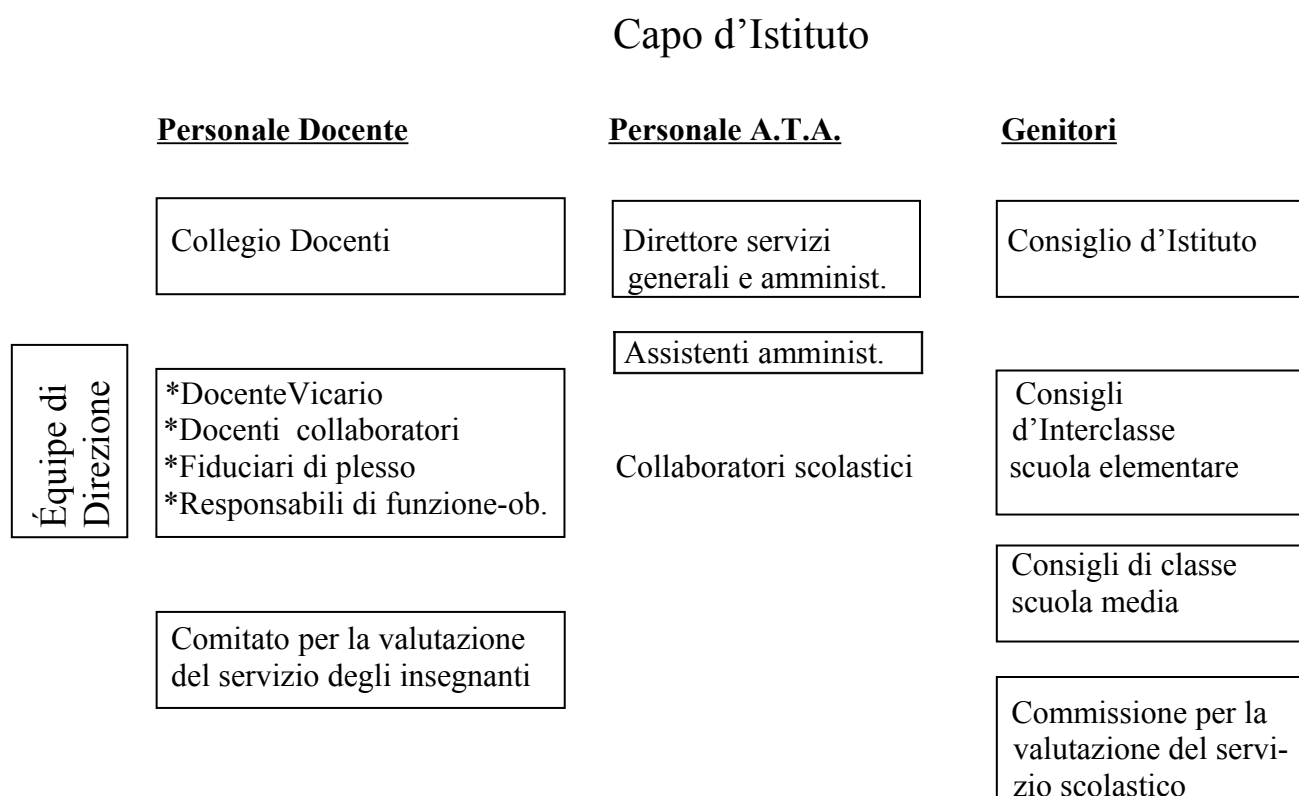 Capo d’Istituto
Personale Docente
Personale A.T.A.
Genitori
Collegio Docenti
Direttore servizi
generali e amminist.
Consiglio d’Istituto
Assistenti amminist.
Équipe di
Direzione
*DocenteVicario
*Docenti collaboratori
*Fiduciari di plesso
*Responsabili di funzione-ob.
Collaboratori scolastici
Consigli
d’Interclasse
scuola elementare
Consigli di classe
scuola media
Comitato per la valutazione
del servizio degli insegnanti
Commissione per la
valutazione del servi-
zio scolastico